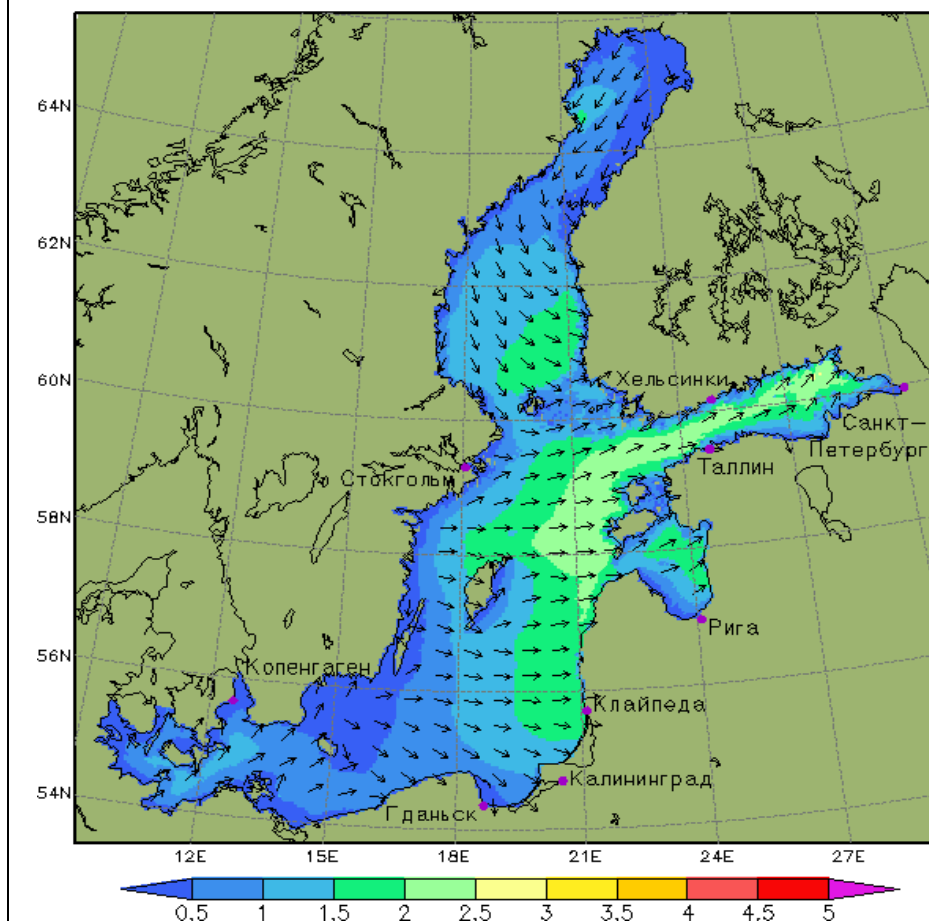 64N
62N
Хельсинки
60N
Санкт-
Петербург
Таллин
Стокгольм
58N
Рига
56N
Копенгаген
Клайпеда
Калининград
54N
Гданьск
12E 15E 18E 21E 24E 27E
0.5 1 1.5 2 2.5 3 3.5 4 4.5 5